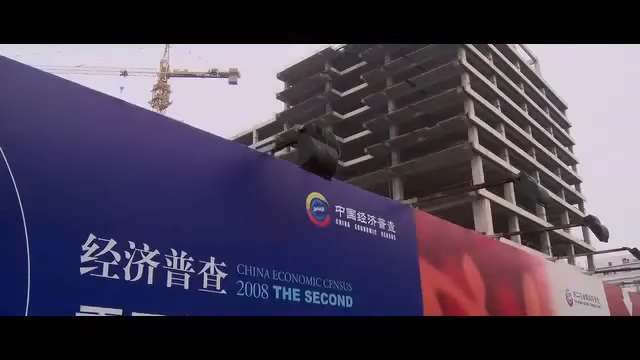 中国经济普查
CHINA ECONOMIC CENSUS
经济普查
CHINA ECONOMIC CENSUS
2008 THE SECOND